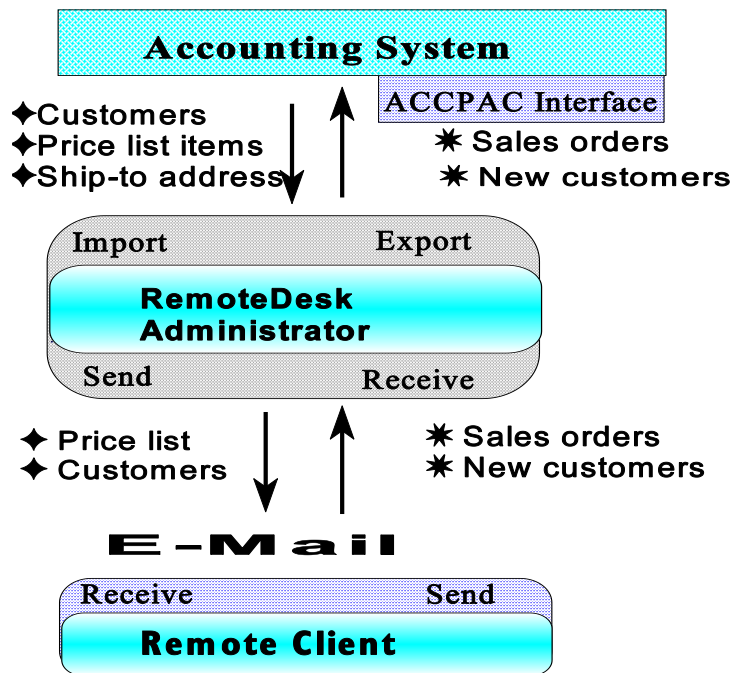 Accounting System
ACCPAC Interface
Customers
Price list items
Ship-to address
Sales orders
New customers
Import Export
RemoteDesk
Administrator
Send Receive
Price list
Customers
Sales orders
New customers
E-Mail
Receive Send
Remote Client